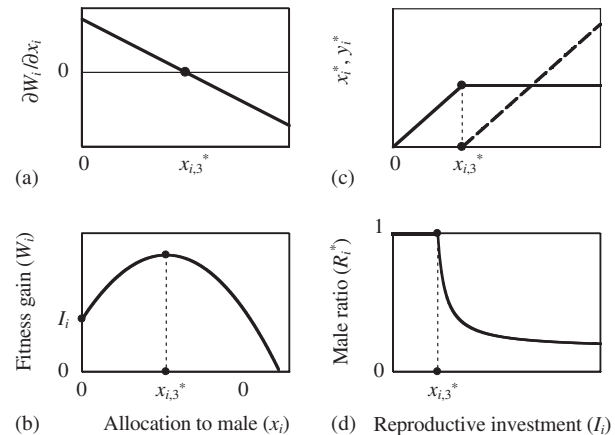 ∂W_i/∂x_i
0
0
x_{i,3}*
(a)
x_i*, y_i*
0
x_{i,3}*
(c)
Fitness gain (W_i)
I_i
0
0
x_{i,3}*
0
(b)
Allocation to male (x_i)
Male ratio (R_i*)
1
0
x_{i,3}*
(d)
Reproductive investment (I_i)